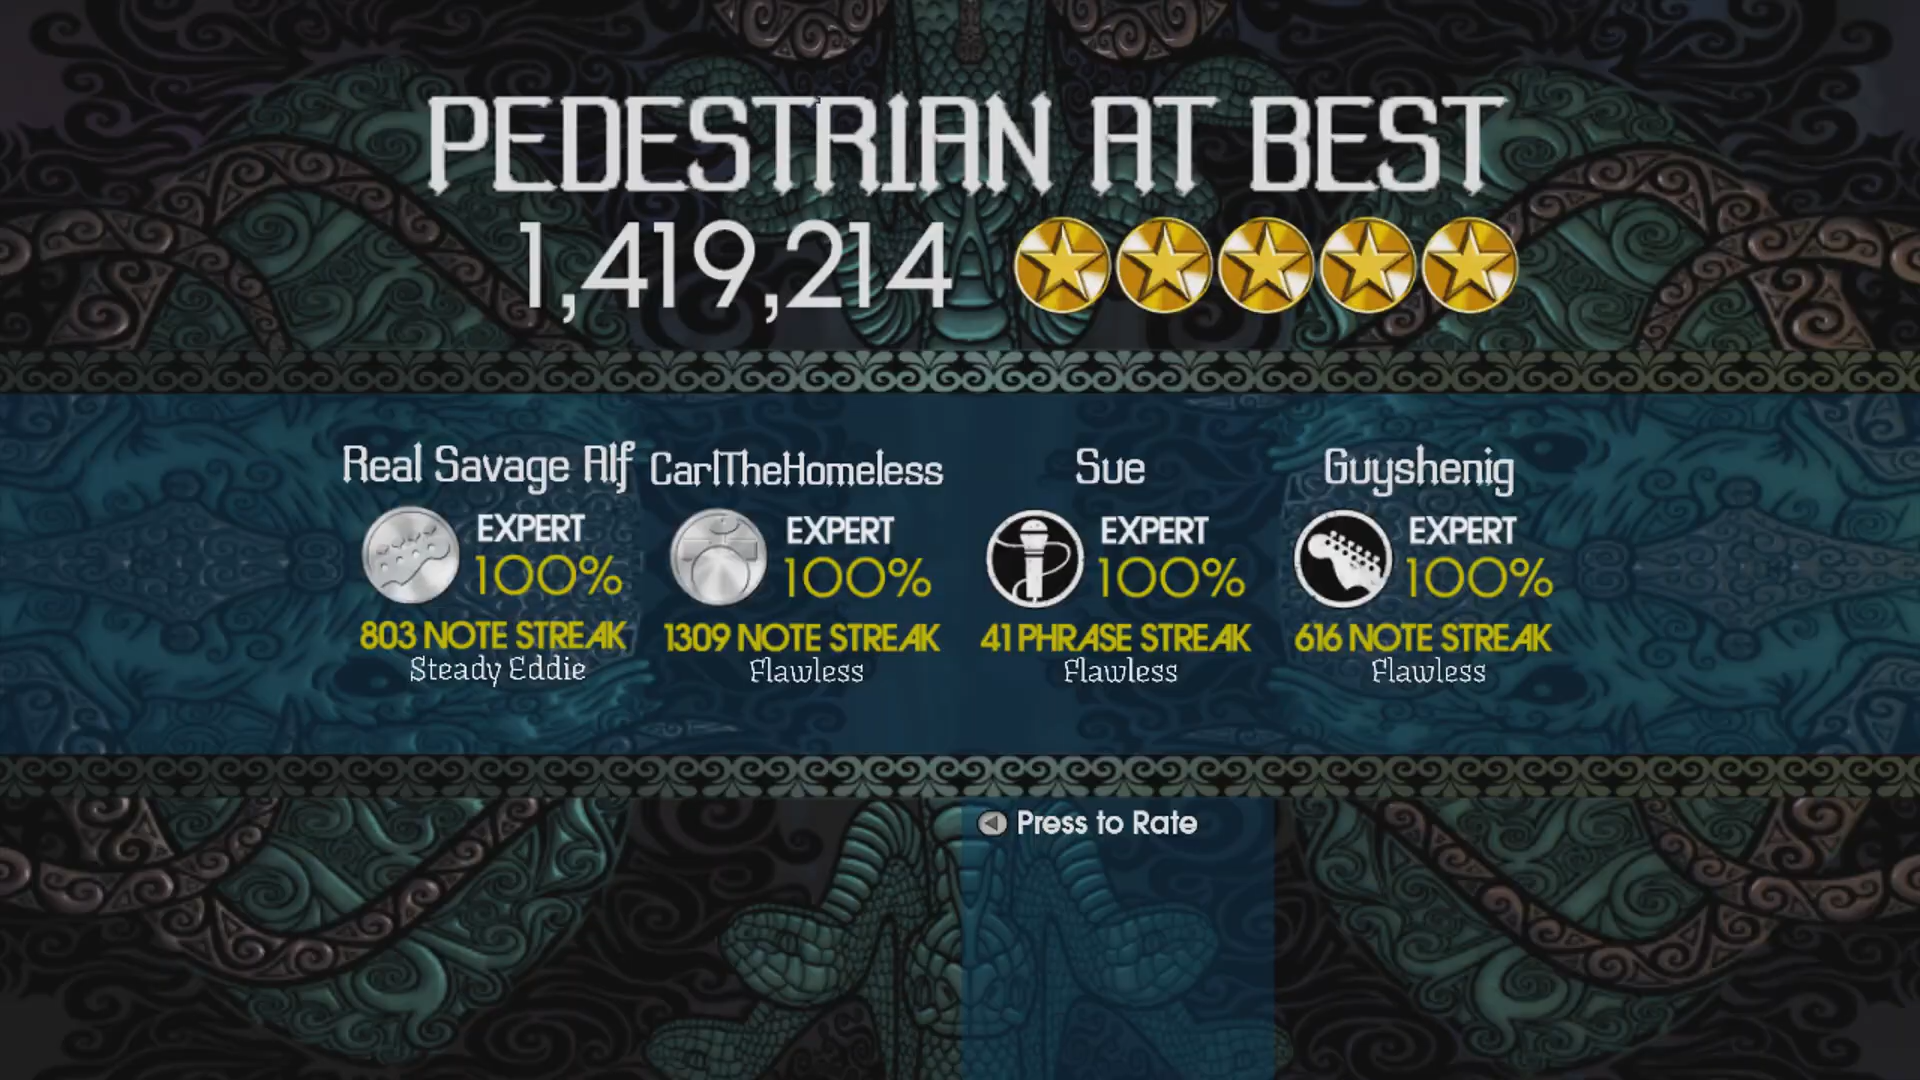 PEDESTRIAN AT BEST
1,419,214
Real Savage Alf
EXPERT
100%
803 NOTE STREAK
Steady Eddie
CarlTheHomeless
EXPERT
100%
1309 NOTE STREAK
Flawless
Sue
EXPERT
100%
41 PHRASE STREAK
Flawless
Guyshenig
EXPERT
100%
616 NOTE STREAK
Flawless
Press to Rate